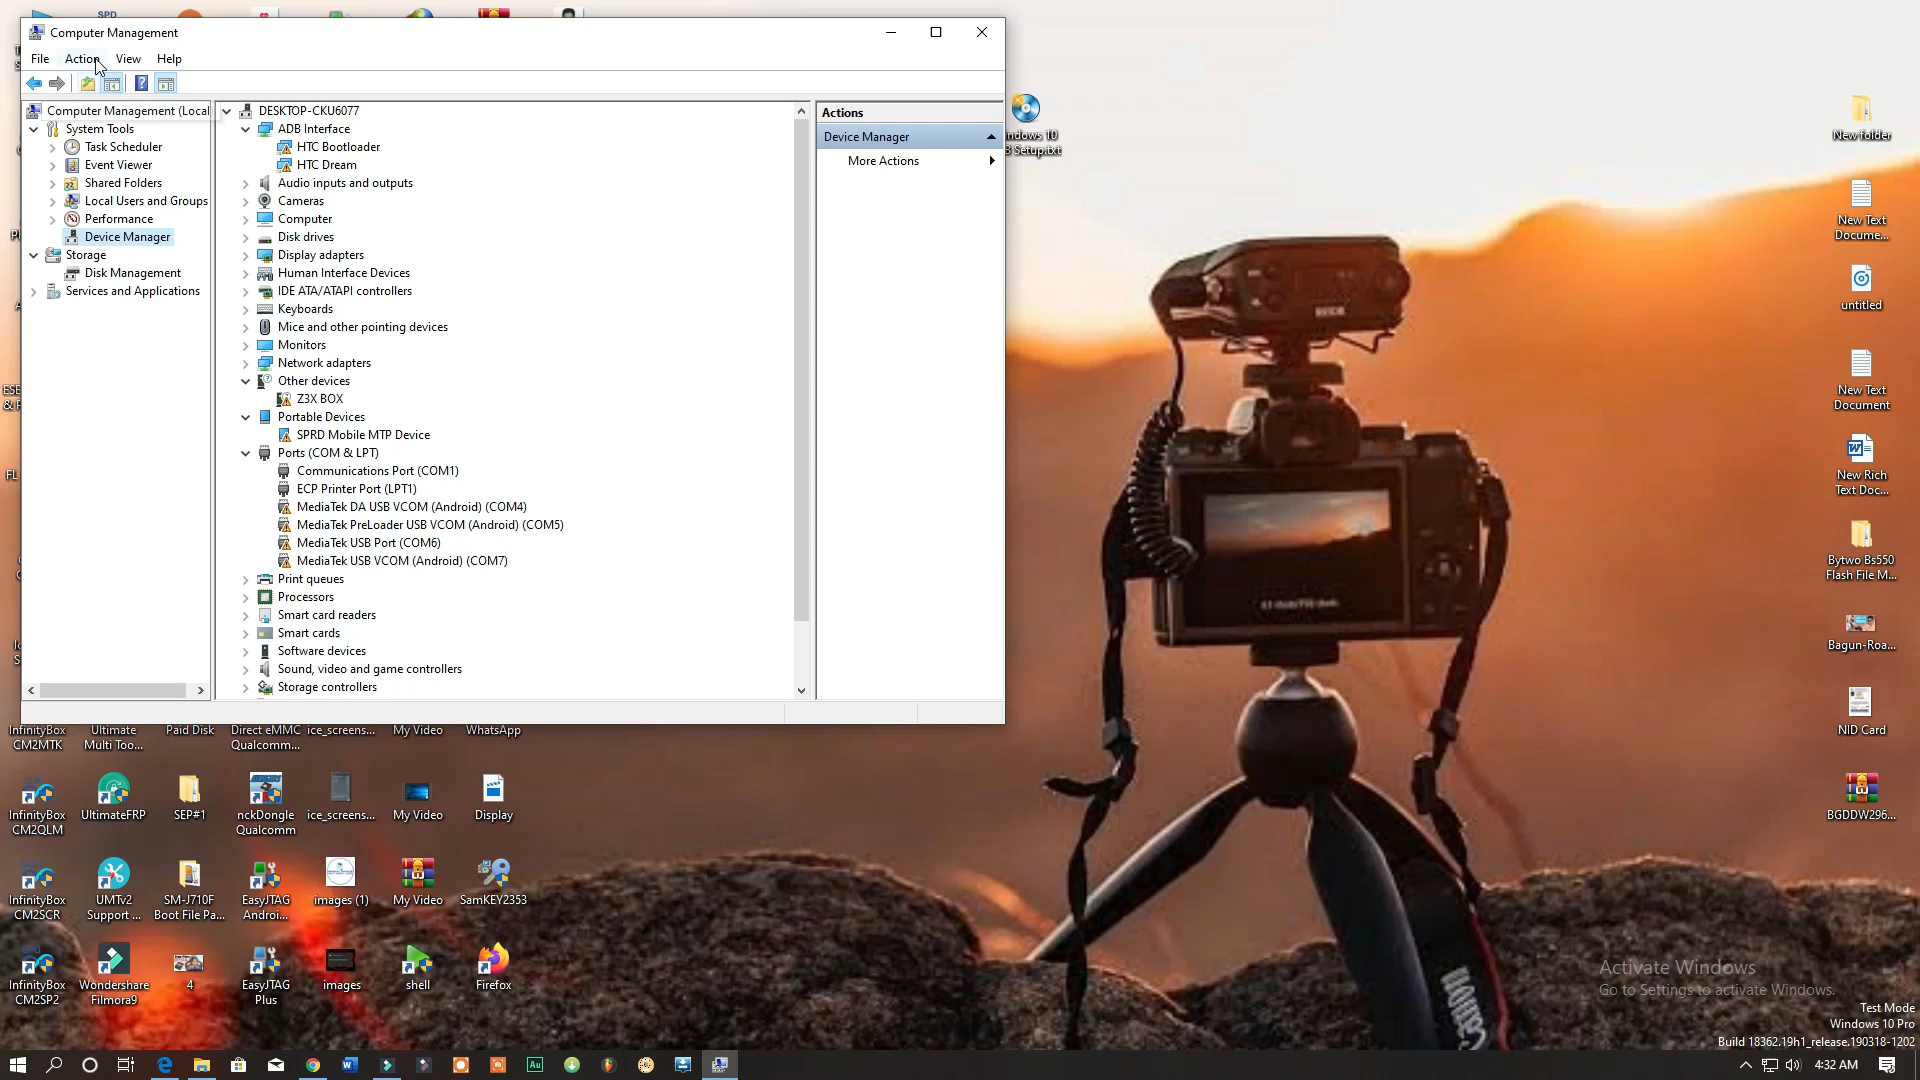 SPD
Computer Management
File
Action
View
Help
Computer Management (Local
System Tools
Task Scheduler
Event Viewer
Shared Folders
Local Users and Groups
Performance
Device Manager
Storage
Disk Management
Services and Applications
DESKTOP-CKU6077
ADB Interface
HTC Bootloader
HTC Dream
Audio inputs and outputs
Cameras
Computer
Disk drives
Display adapters
Human Interface Devices
IDE ATA/ATAPI controllers
Keyboards
Mice and other pointing devices
Monitors
Network adapters
Other devices
Z3X BOX
Portable Devices
SPRD Mobile MTP Device
Ports (COM & LPT)
Communications Port (COM1)
ECP Printer Port (LPT1)
MediaTek DA USB VCOM (Android) (COM4)
MediaTek PreLoader USB VCOM (Android) (COM5)
MediaTek USB Port (COM6)
MediaTek USB VCOM (Android) (COM7)
Print queues
Processors
Smart card readers
Smart cards
Software devices
Sound, video and game controllers
Storage controllers
Actions
Device Manager
More Actions
ndows 10
3 Setup.txt
New folder
New Text
Docume...
untitled
New Text
Document
New Rich
Text Doc...
Bytwo Bs550
Flash File M...
Bagun-Roa...
NID Card
BGDDW296...
InfinityBox
CM2MTK
Ultimate
Multi Too...
Paid Disk
Direct eMMC
Qualcomm...
ice_screens...
My Video
WhatsApp
InfinityBox
CM2QLM
UltimateFRP
SEP#1
nckDongle
Qualcomm
ice_screens...
My Video
Display
InfinityBox
CM2SCR
UMTv2
Support ...
SM-J710F
Boot File Pa...
EasyJTAG
Androi...
images (1)
My Video
SamKEY2353
InfinityBox
CM2SP2
Wondershare
Filmora9
4
EasyJTAG
Plus
images
shell
Firefox
Activate Windows
Go to Settings to activate Windows.
Test Mode
Windows 10 Pro
Build 18362.19h1_release.190318-1202
4:32 AM